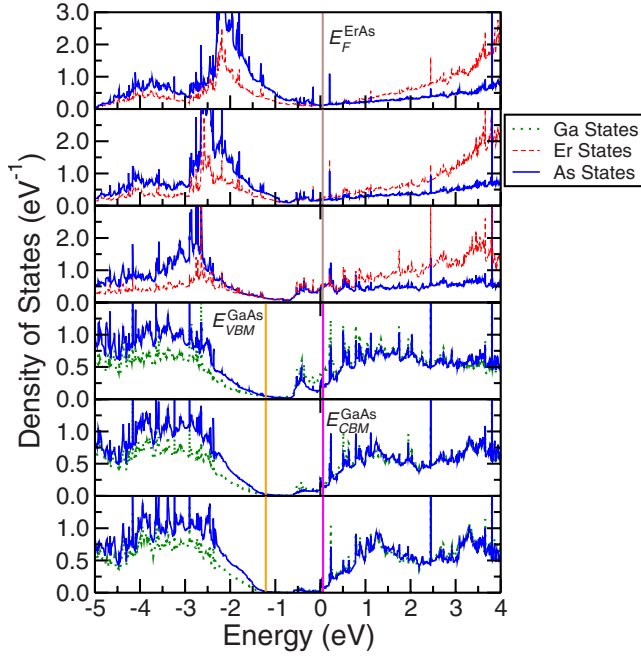 3.0
2.0
1.0
0.0
E_F^ErAs
2.0
1.0
0.0
2.0
1.0
0.0
1.0
0.5
0.0
E_VBM^GaAs
1.0
0.5
0.0
E_CBM^GaAs
1.0
0.5
0.0
-5 -4 -3 -2 -1 0 1 2 3 4
Energy (eV)
Density of States (eV⁻¹)
Ga States
Er States
As States